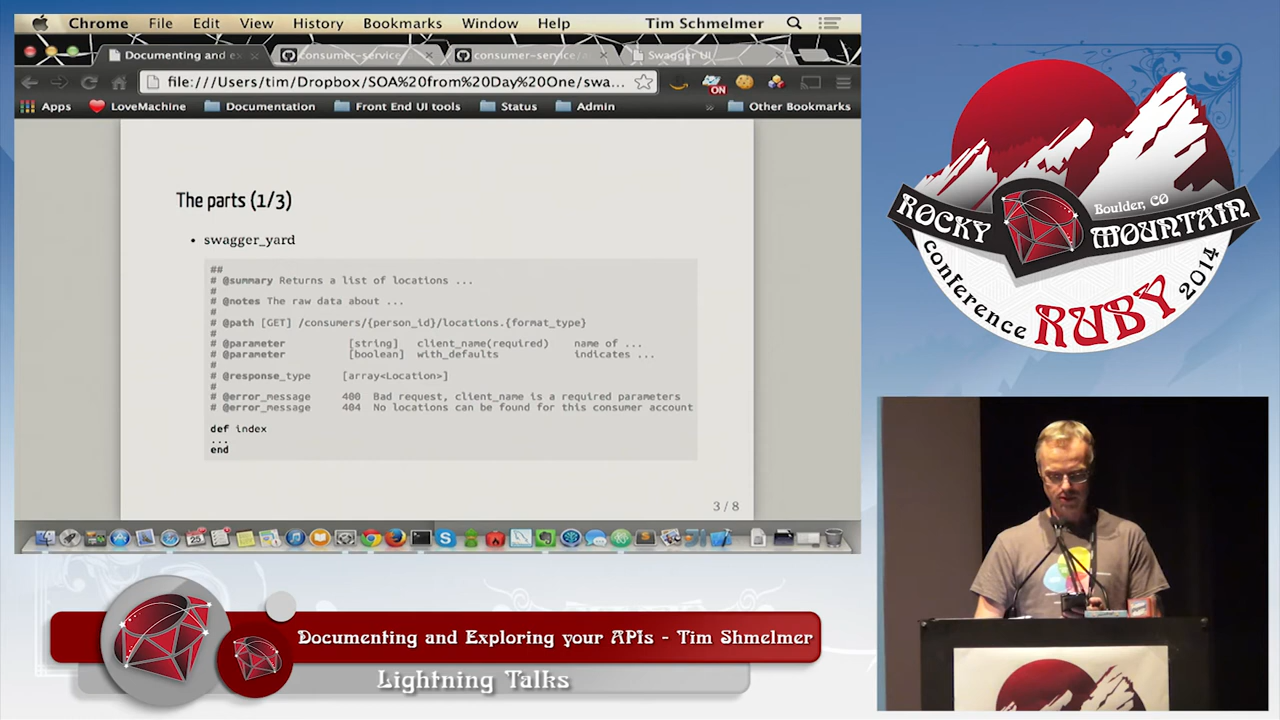 Chrome File Edit View History Bookmarks Window Help Tim Schmelmer
Documenting and ex consumer-service consumer-service/ Swagger UI
file:///Users/tim/Dropbox/SOA%20from%20Day%20One/swa...
ON
Apps LoveMachine Documentation Front End UI tools Status Admin » Other Bookmarks
The parts (1/3)
• swagger_yard
##
# @summary Returns a list of locations ...
#
# @notes The raw data about ...
#
# @path [GET] /consumers/{person_id}/locations.{format_type}
#
# @parameter [string] client_name(required) name of ...
# @parameter [boolean] with_defaults indicates ...
#
# @response_type [array<Location>]
#
# @error_message 400 Bad request, client_name is a required parameters
# @error_message 404 No locations can be found for this consumer account
def index
...
end
3 / 8
Boulder, CO
ROCKY MOUNTAIN
conference RUBY 2014
Documenting and Exploring your APIs - Tim Shmelmer
Lightning Talks